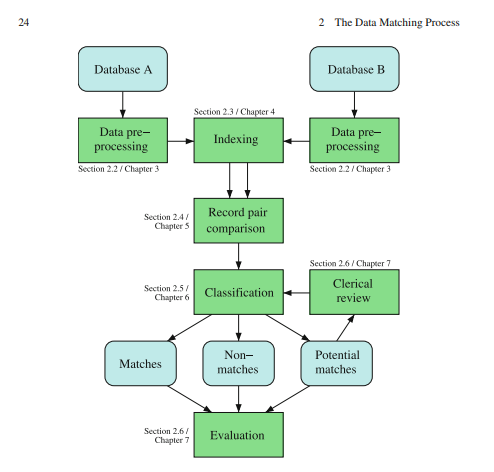 24
2 The Data Matching Process
Database A
Database B
Section 2.3 / Chapter 4
Data pre−
processing
Indexing
Data pre−
processing
Section 2.2 / Chapter 3
Section 2.2 / Chapter 3
Section 2.4 /
Chapter 5
Record pair
comparison
Section 2.6 / Chapter 7
Section 2.5 /
Chapter 6
Classification
Clerical
review
Matches
Non−
matches
Potential
matches
Section 2.6 /
Chapter 7
Evaluation